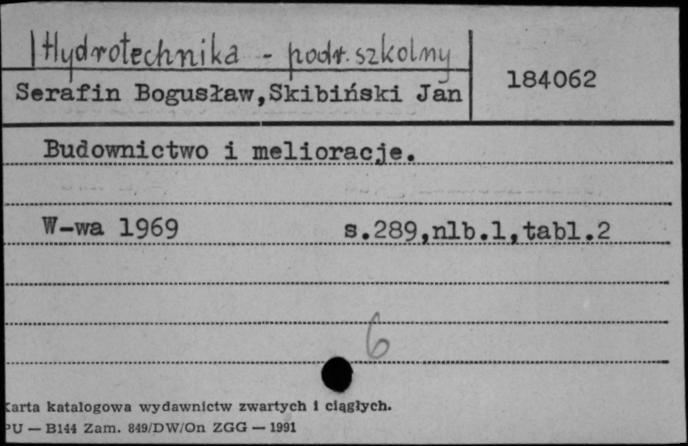 Hydrotechnika - podr. szkolny
184062
Serafin Bogusław,Skibiński Jan
Budownictwo i melioracje.
W-wa 1969 s.289,nlb.1,tabl.2
6
Karta katalogowa wydawnictw zwartych i ciągłych.
PU — B144 Zam. 849/DW/On ZGG — 1991